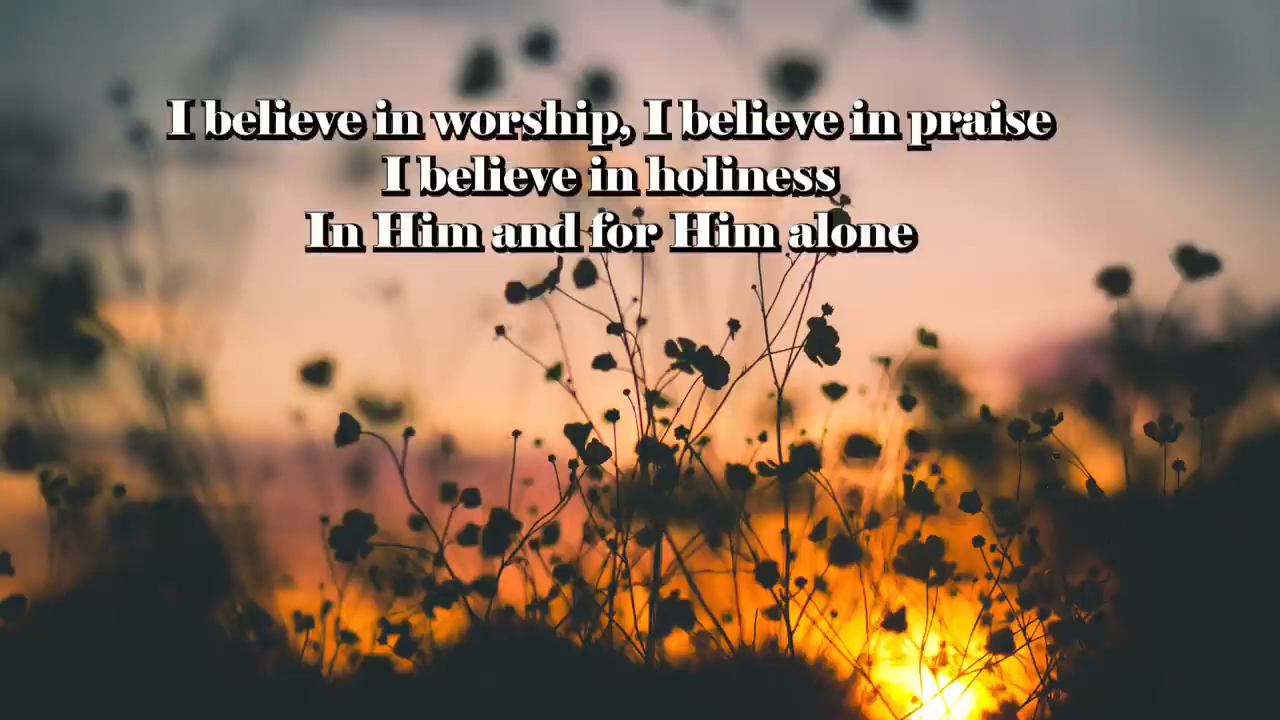 I believe in worship, I believe in praise
I believe in holiness
In Him and for Him alone